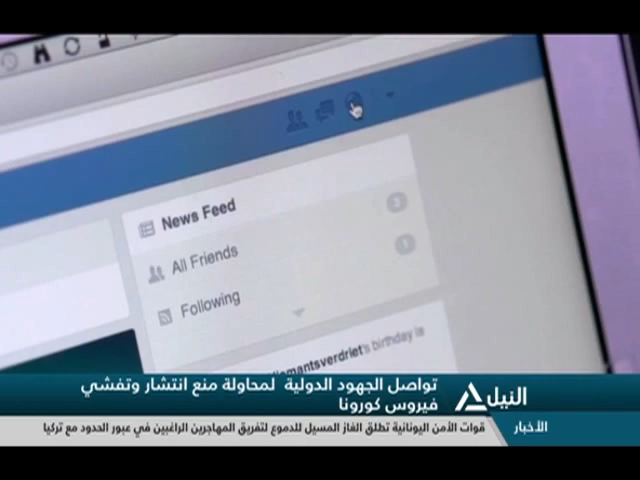 News Feed
3
All Friends
1
Following
's birthday is
تواصل الجهود الدولية لمحاولة منع انتشار وتفشي
فيروس كورونا
النيل
الأخبار
قوات الأمن اليونانية تطلق الغاز المسيل للدموع لتفريق المهاجرين الراغبين في عبور الحدود مع تركيا